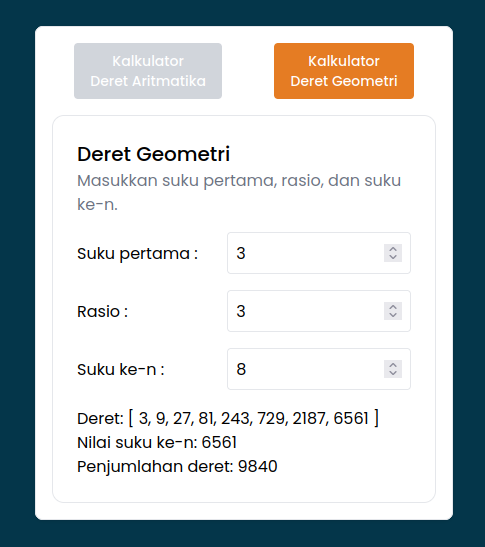 Kalkulator
Deret Aritmatika
Kalkulator
Deret Geometri
Deret Geometri
Masukkan suku pertama, rasio, dan suku
ke-n.
Suku pertama : 3
Rasio : 3
Suku ke-n : 8
Deret: [ 3, 9, 27, 81, 243, 729, 2187, 6561 ]
Nilai suku ke-n: 6561
Penjumlahan deret: 9840